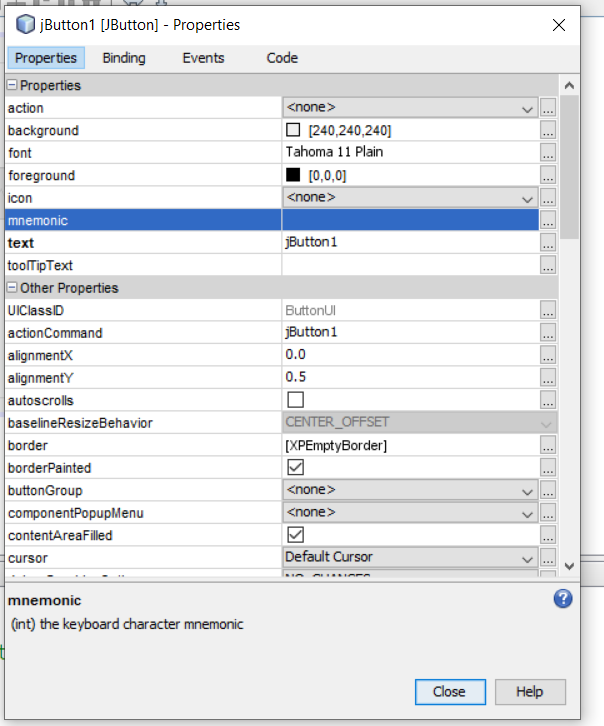 jButton1 [JButton] - Properties
Properties Binding Events Code
Properties
action <none> ...
background [240,240,240] ...
font Tahoma 11 Plain ...
foreground [0,0,0] ...
icon <none> ...
mnemonic ...
text jButton1 ...
toolTipText ...
Other Properties
UIClassID ButtonUI ...
actionCommand jButton1 ...
alignmentX 0.0 ...
alignmentY 0.5 ...
autoscrolls ...
baselineResizeBehavior CENTER_OFFSET
border [XPEmptyBorder] ...
borderPainted ...
buttonGroup <none> ...
componentPopupMenu <none> ...
contentAreaFilled ...
cursor Default Cursor ...
NO_CHANGES ...
mnemonic ?
(int) the keyboard character mnemonic
Close Help